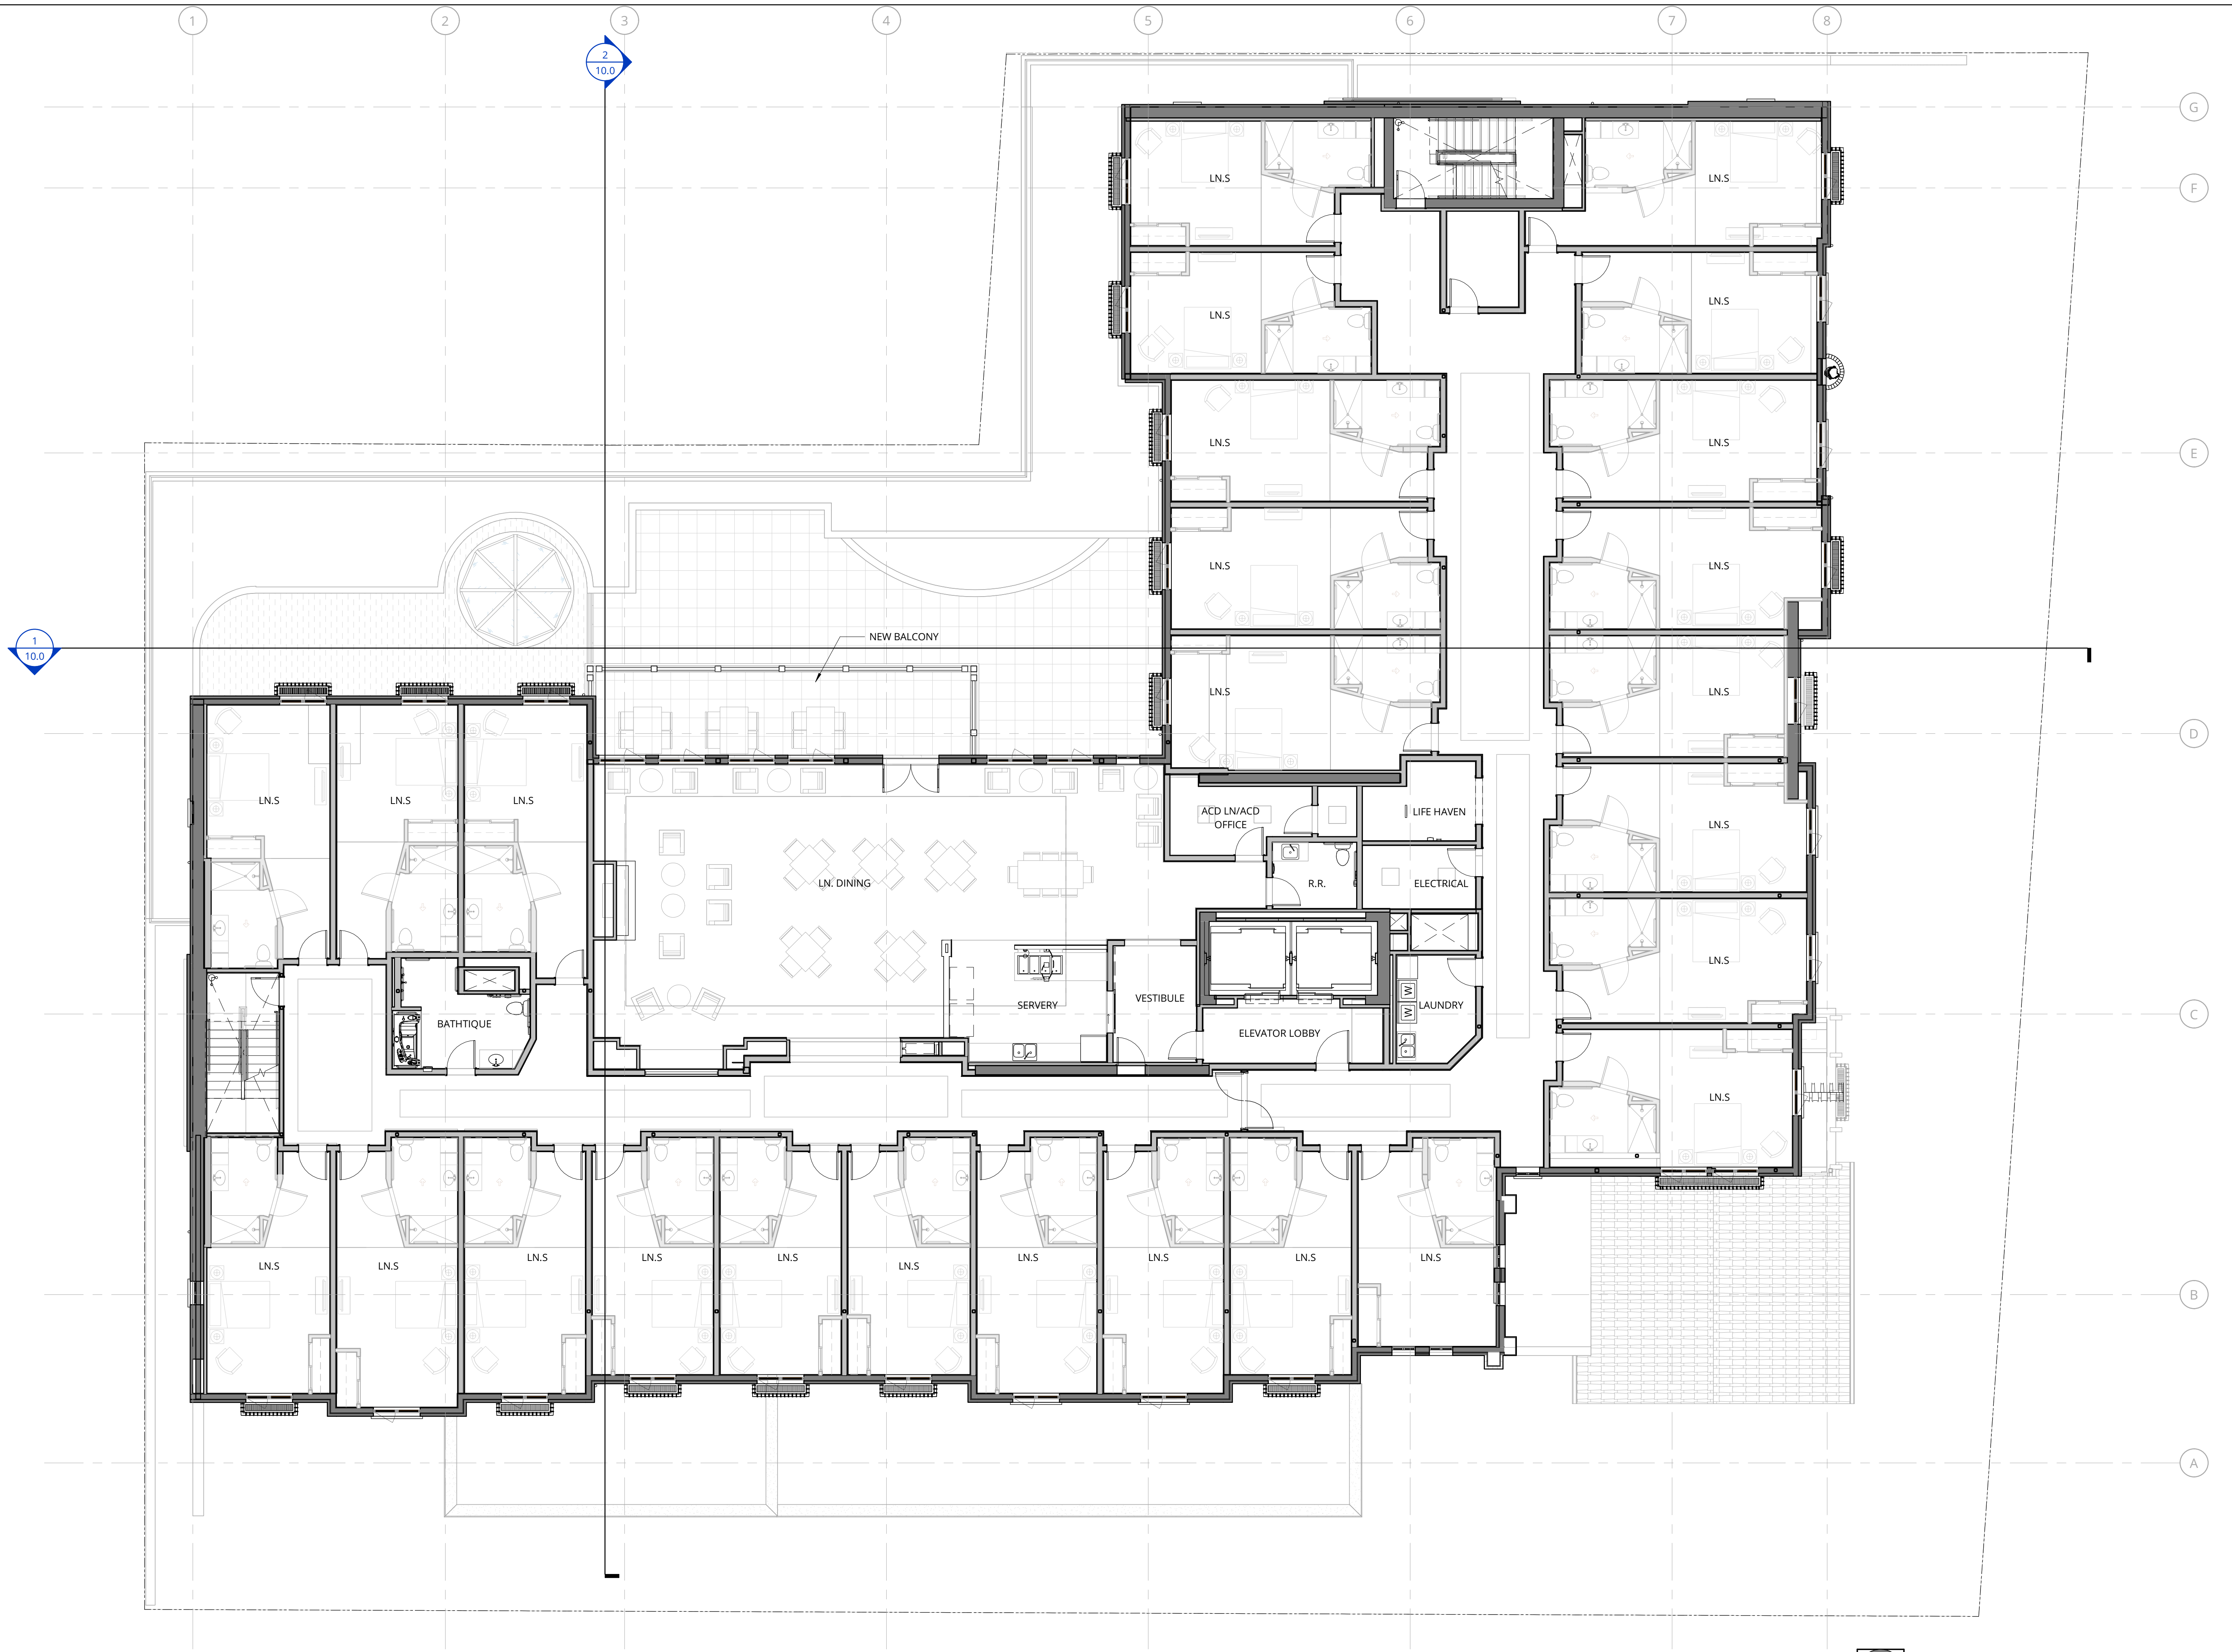 1 2 3 4 5 6 7 8
2
10.0
G
LN.S LN.S
F
LN.S
LN.S
LN.S LN.S
E
LN.S LN.S
NEW BALCONY
1
10.0
LN.S LN.S
D
LN.S LN.S LN.S
ACD LN/ACD
OFFICE
LIFE HAVEN
LN.S
LN. DINING
R.R.
ELECTRICAL
LN.S
VESTIBULE
SERVERY
LAUNDRY
W
W
C
BATHTIQUE
ELEVATOR LOBBY
LN.S
LN.S LN.S LN.S LN.S LN.S LN.S LN.S LN.S LN.S LN.S
B
A